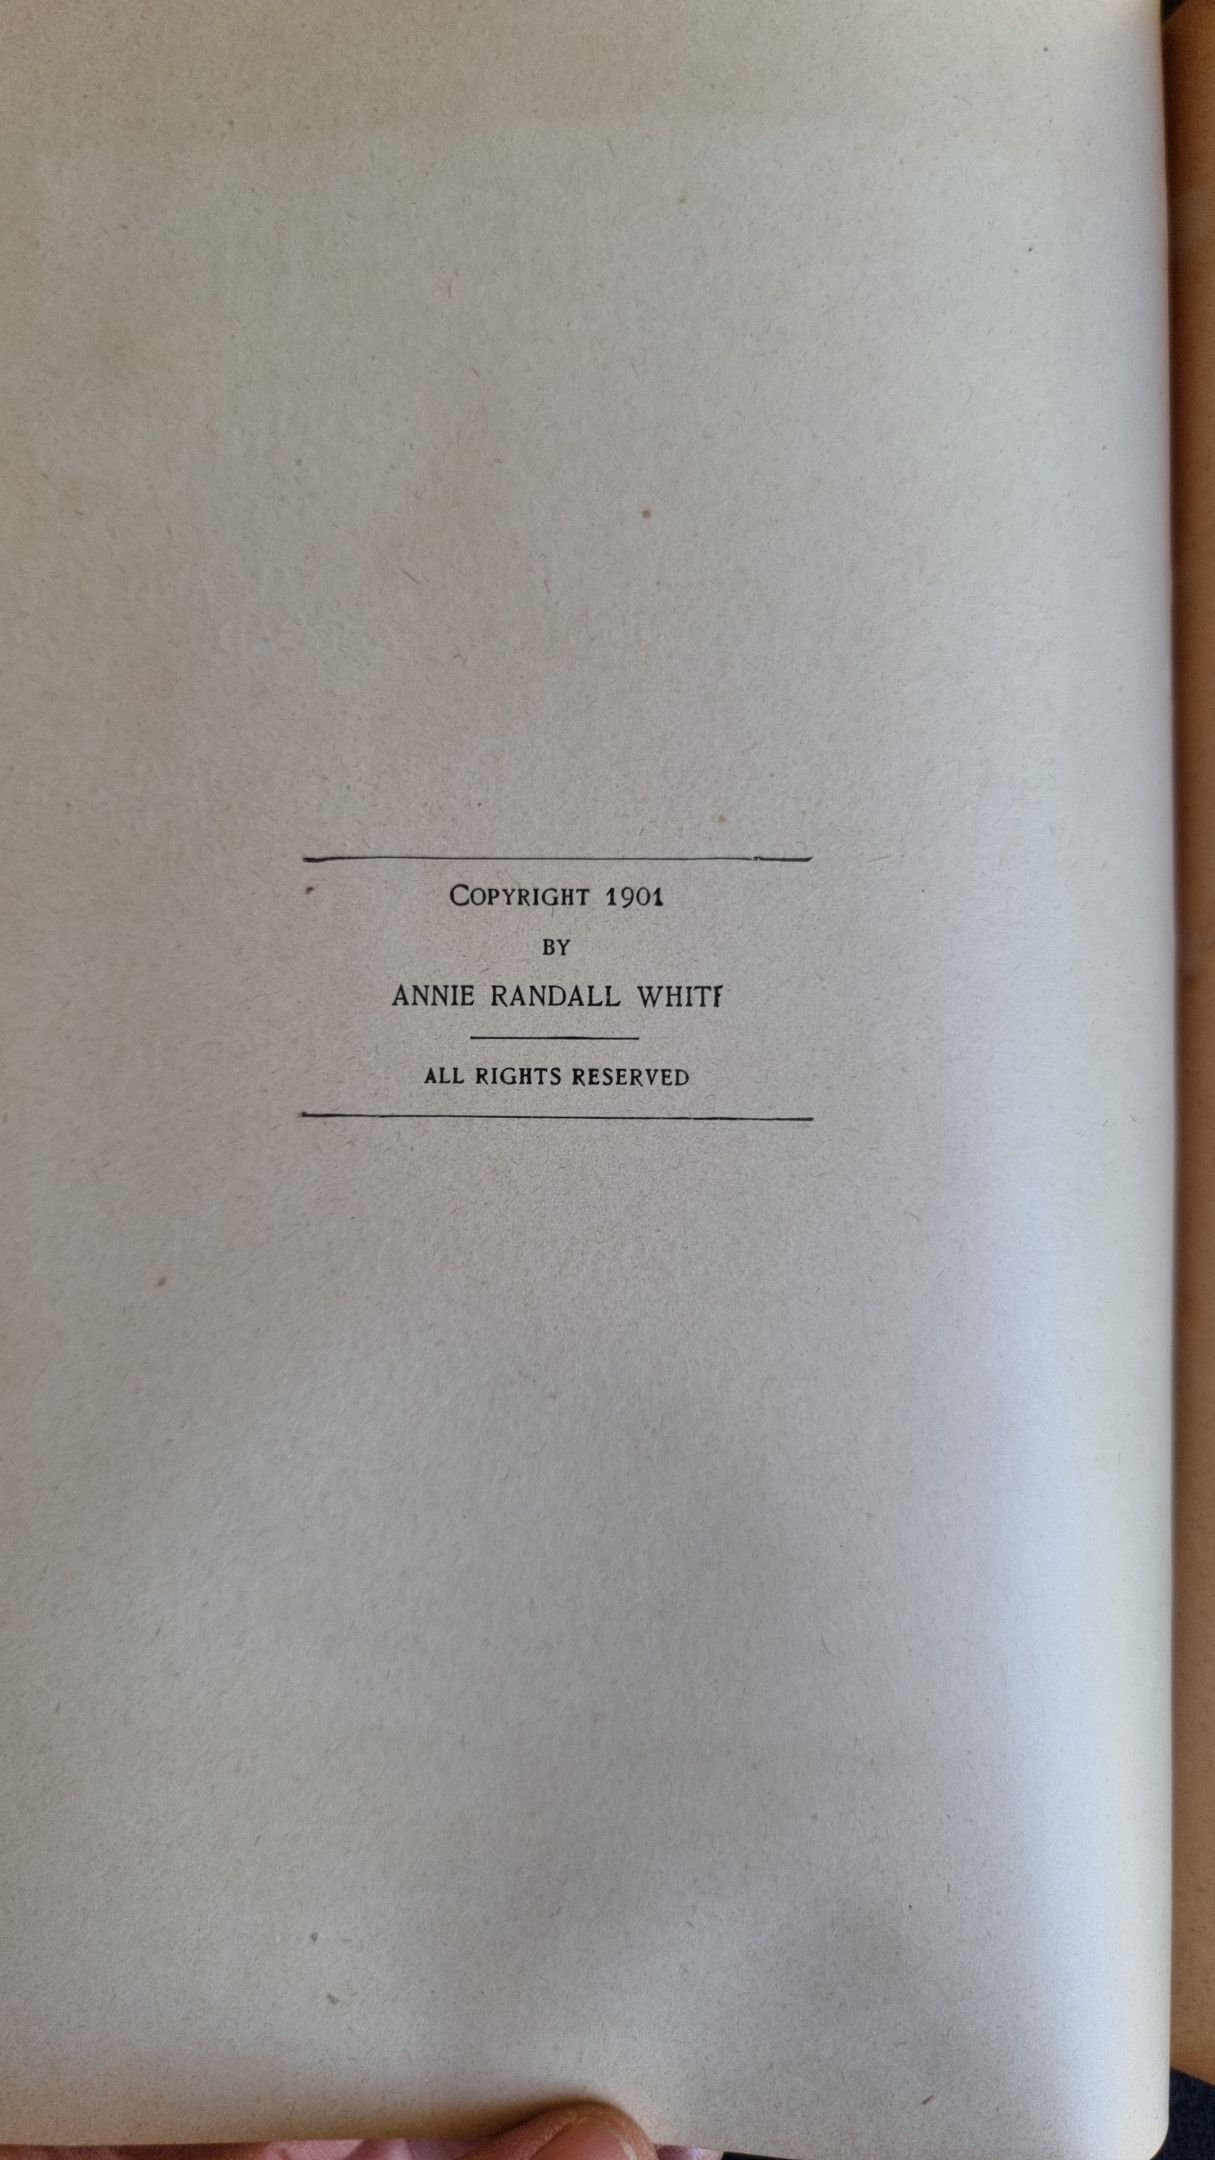 COPYRIGHT 1901
BY
ANNIE RANDALL WHITE
ALL RIGHTS RESERVED